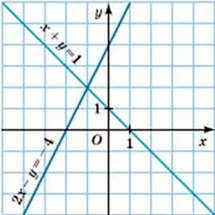 y
x + y = 1
1
O
1
x
2x – y = –4